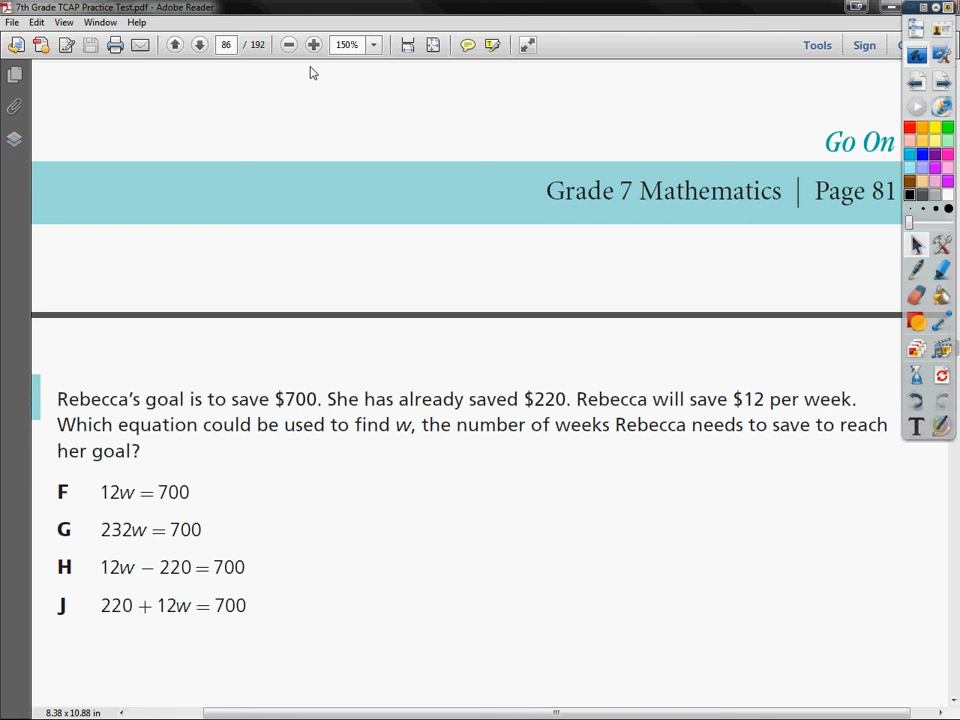 7th Grade TCAP Practice Test.pdf - Adobe Reader
File Edit View Window Help
86 / 192 150% Tools Sign
Go On
Grade 7 Mathematics | Page 81
Rebecca's goal is to save $700. She has already saved $220. Rebecca will save $12 per week.
Which equation could be used to find w, the number of weeks Rebecca needs to save to reach
her goal?
F 12w = 700
G 232w = 700
H 12w − 220 = 700
J 220 + 12w = 700
8.38 x 10.88 in